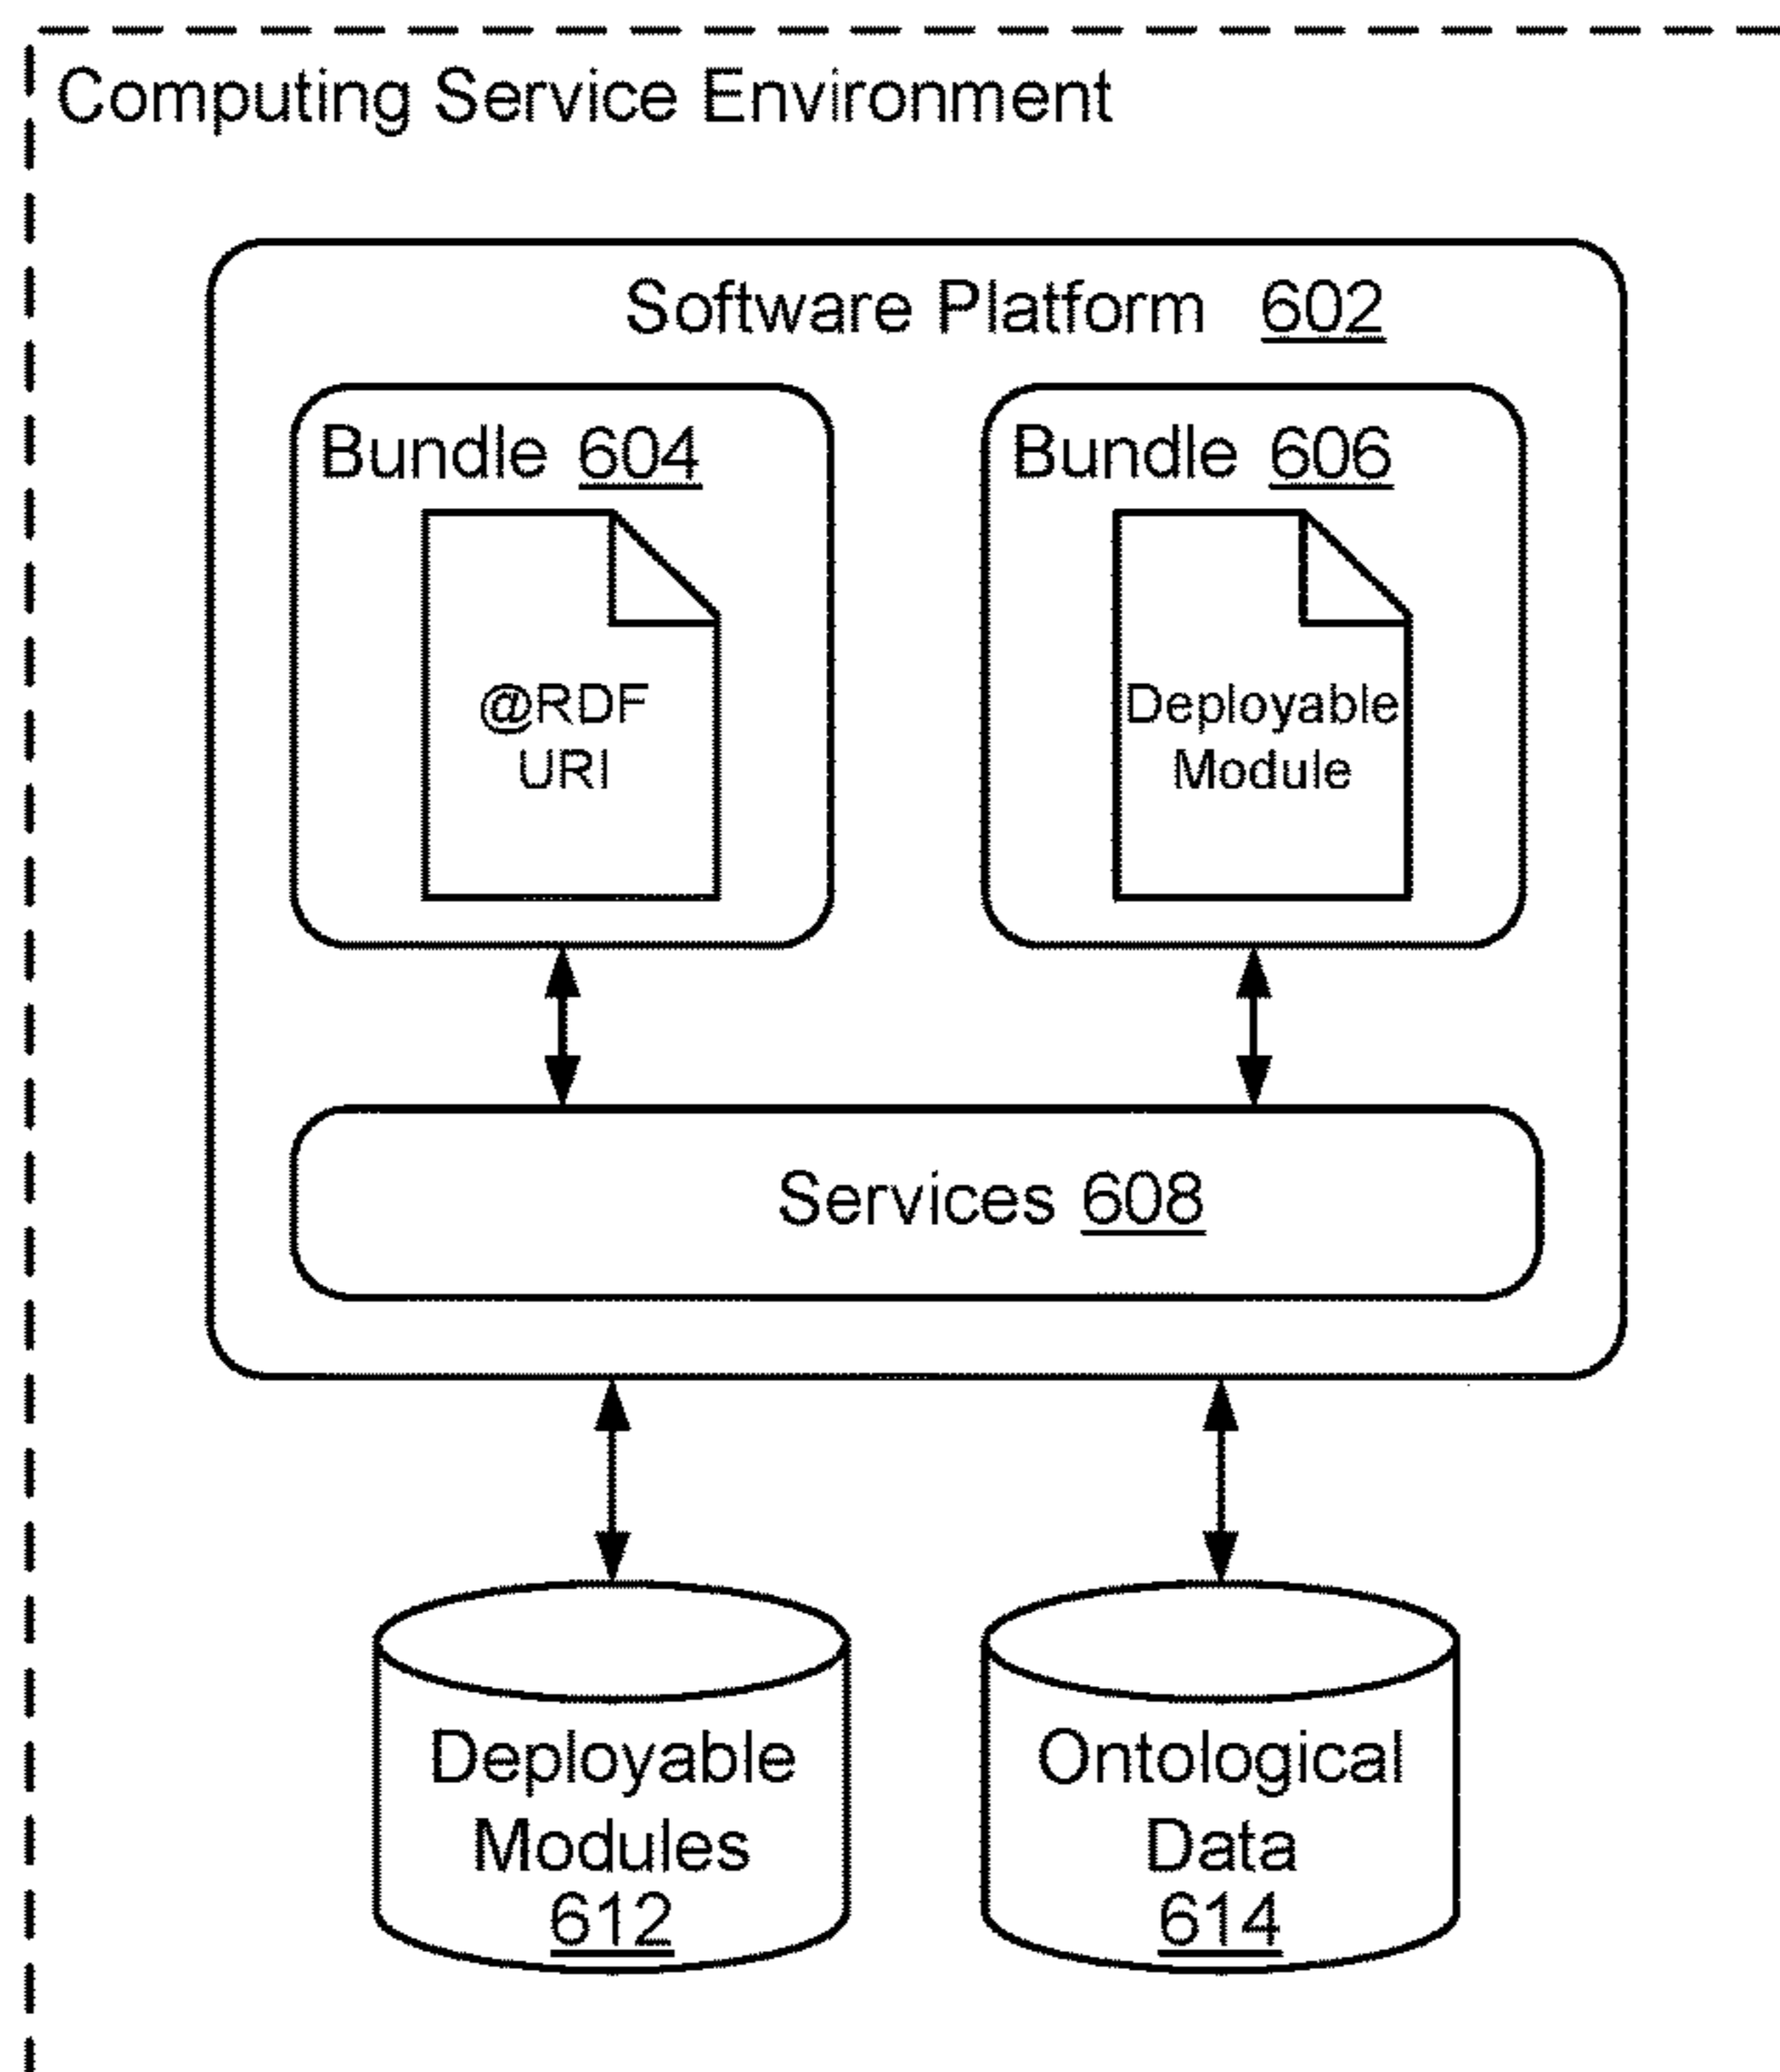 Computing Service Environment
Software Platform 602
Bundle 604
@RDF
URI
Bundle 606
Deployable
Module
Services 608
Deployable
Modules
612
Ontological
Data
614